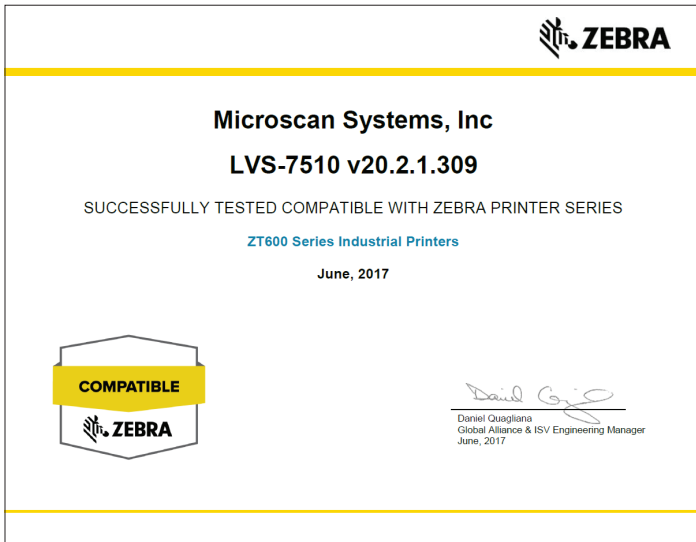 ZEBRA
Microscan Systems, Inc
LVS-7510 v20.2.1.309
SUCCESSFULLY TESTED COMPATIBLE WITH ZEBRA PRINTER SERIES
ZT600 Series Industrial Printers
June, 2017
COMPATIBLE
ZEBRA
Daniel Quagliana
Global Alliance & ISV Engineering Manager
June, 2017